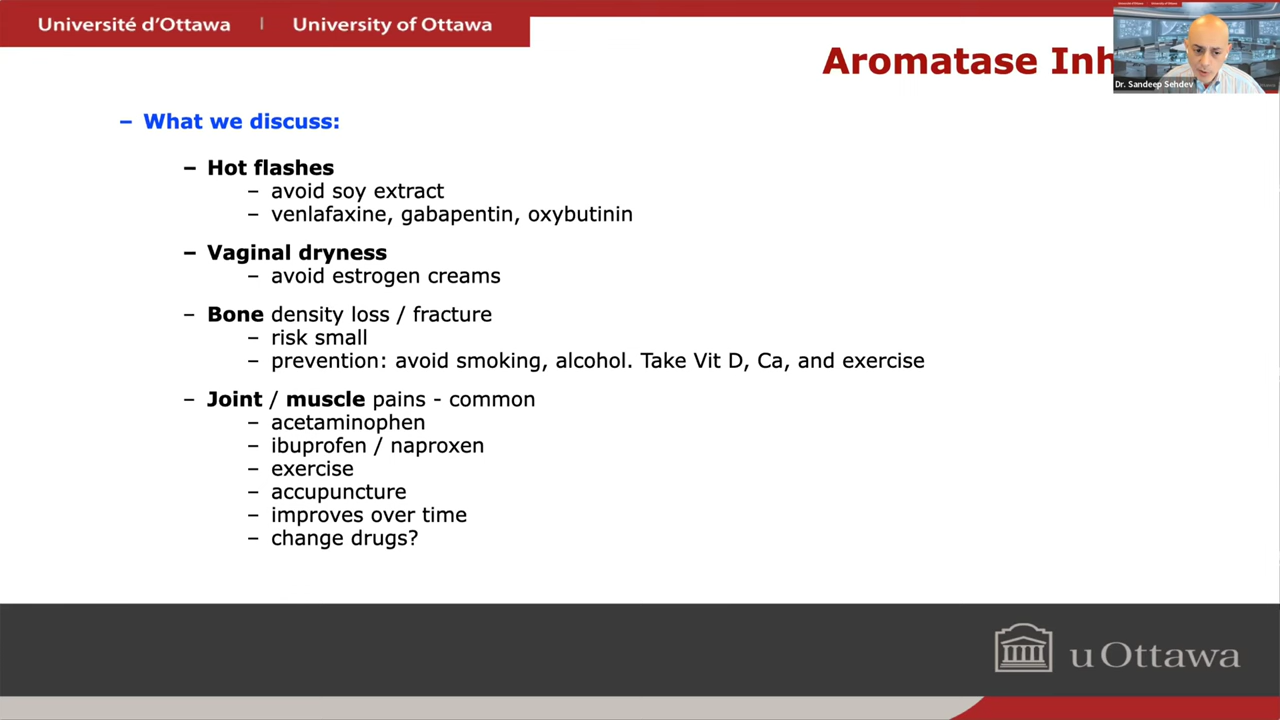 Université d'Ottawa | University of Ottawa
Aromatase Inh
Dr. Sandeep Sehdev
– What we discuss:
– Hot flashes
– avoid soy extract
– venlafaxine, gabapentin, oxybutinin
– Vaginal dryness
– avoid estrogen creams
– Bone density loss / fracture
– risk small
– prevention: avoid smoking, alcohol. Take Vit D, Ca, and exercise
– Joint / muscle pains - common
– acetaminophen
– ibuprofen / naproxen
– exercise
– accupuncture
– improves over time
– change drugs?
uOttawa